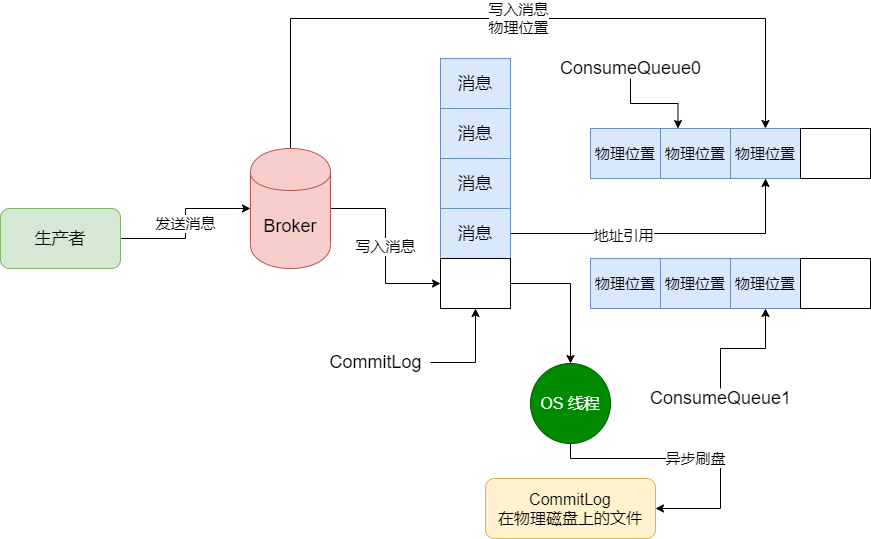 写入消息
物理位置
消息
ConsumeQueue0
消息
物理位置 物理位置 物理位置
消息
生产者
发送消息
Broker
消息
地址引用
写入消息
物理位置 物理位置 物理位置
CommitLog
OS 线程
ConsumeQueue1
异步刷盘
CommitLog
在物理磁盘上的文件